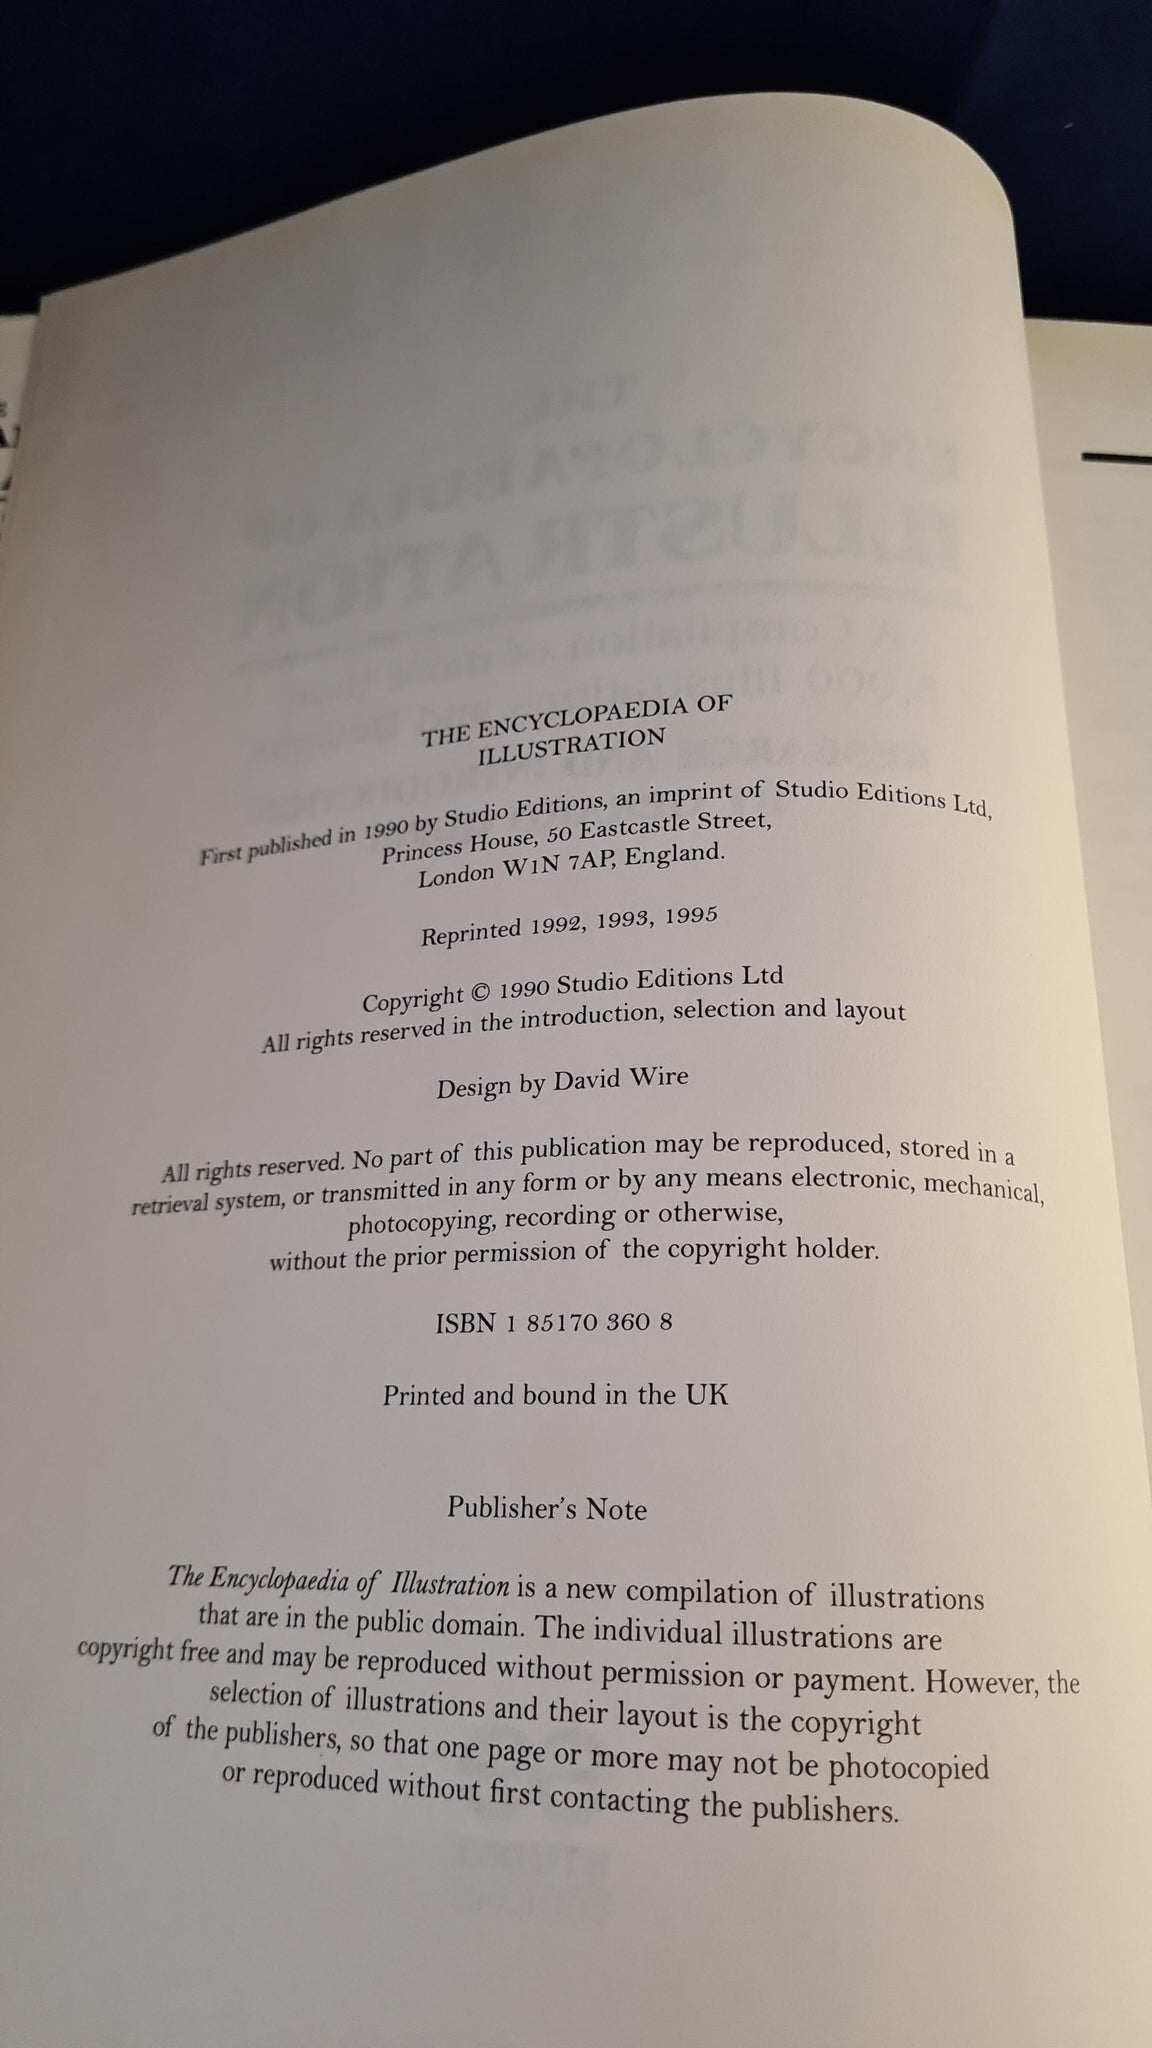 THE ENCYCLOPAEDIA OF
ILLUSTRATION
First published in 1990 by Studio Editions, an imprint of Studio Editions Ltd,
Princess House, 50 Eastcastle Street,
London W1N 7AP, England.
Reprinted 1992, 1993, 1995
Copyright © 1990 Studio Editions Ltd
All rights reserved in the introduction, selection and layout
Design by David Wire
All rights reserved. No part of this publication may be reproduced, stored in a
retrieval system, or transmitted in any form or by any means electronic, mechanical,
photocopying, recording or otherwise,
without the prior permission of the copyright holder.
ISBN 1 85170 360 8
Printed and bound in the UK
Publisher's Note
The Encyclopaedia of Illustration is a new compilation of illustrations
that are in the public domain. The individual illustrations are
copyright free and may be reproduced without permission or payment. However, the
selection of illustrations and their layout is the copyright
of the publishers, so that one page or more may not be photocopied
or reproduced without first contacting the publishers.